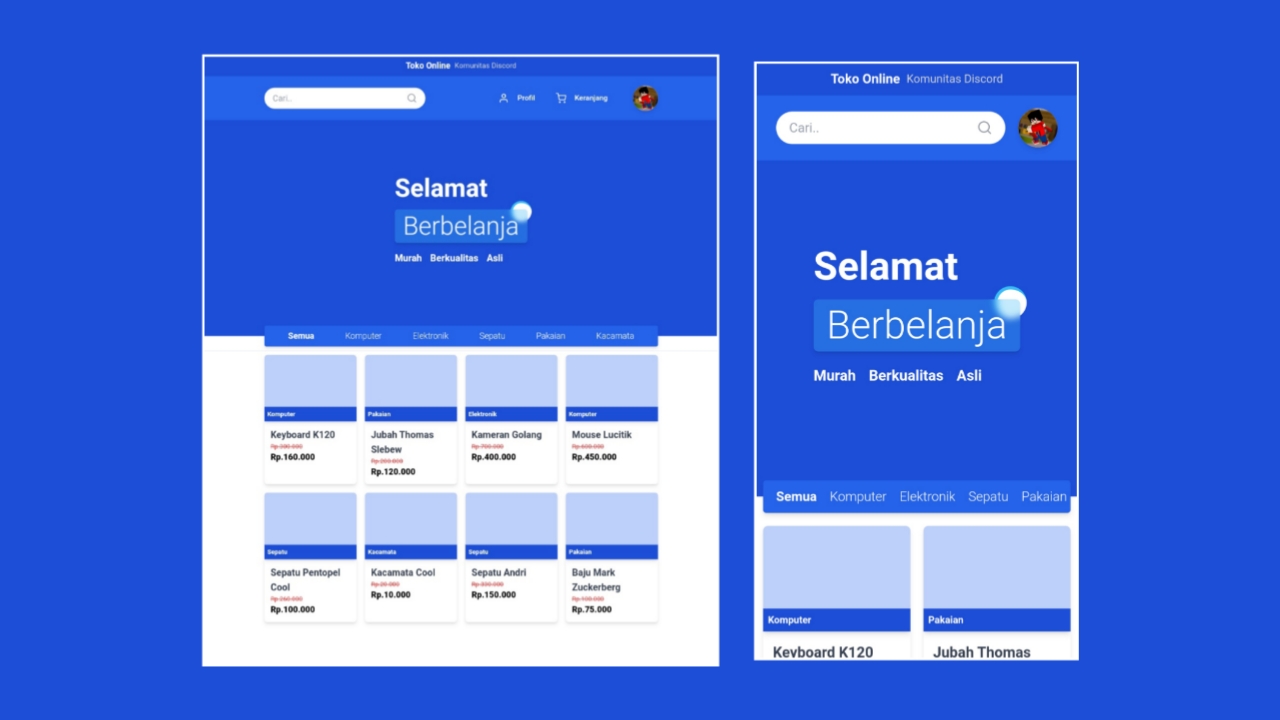 Toko Online Komunitas Discord
Cari..
Profil
Keranjang
Selamat
Berbelanja
Murah Berkualitas Asli
Semua Komputer Elektronik Sepatu Pakaian Kacamata
Komputer
Keyboard K120
Rp.160.000
Pakaian
Jubah Thomas
Slebew
Rp.200.000
Rp.120.000
Elektronik
Kameran Golang
Rp.700.000
Rp.400.000
Komputer
Mouse Lucitik
Rp.600.000
Rp.450.000
Sepatu
Sepatu Pentopel
Cool
Rp.260.000
Rp.100.000
Kacamata
Kacamata Cool
Rp.20.000
Rp.10.000
Sepatu
Sepatu Andri
Rp.300.000
Rp.150.000
Pakaian
Baju Mark
Zuckerberg
Rp.100.000
Rp.75.000
Toko Online Komunitas Discord
Cari..
Selamat
Berbelanja
Murah Berkualitas Asli
Semua Komputer Elektronik Sepatu Pakaian
Komputer
Keyboard K120
Pakaian
Jubah Thomas